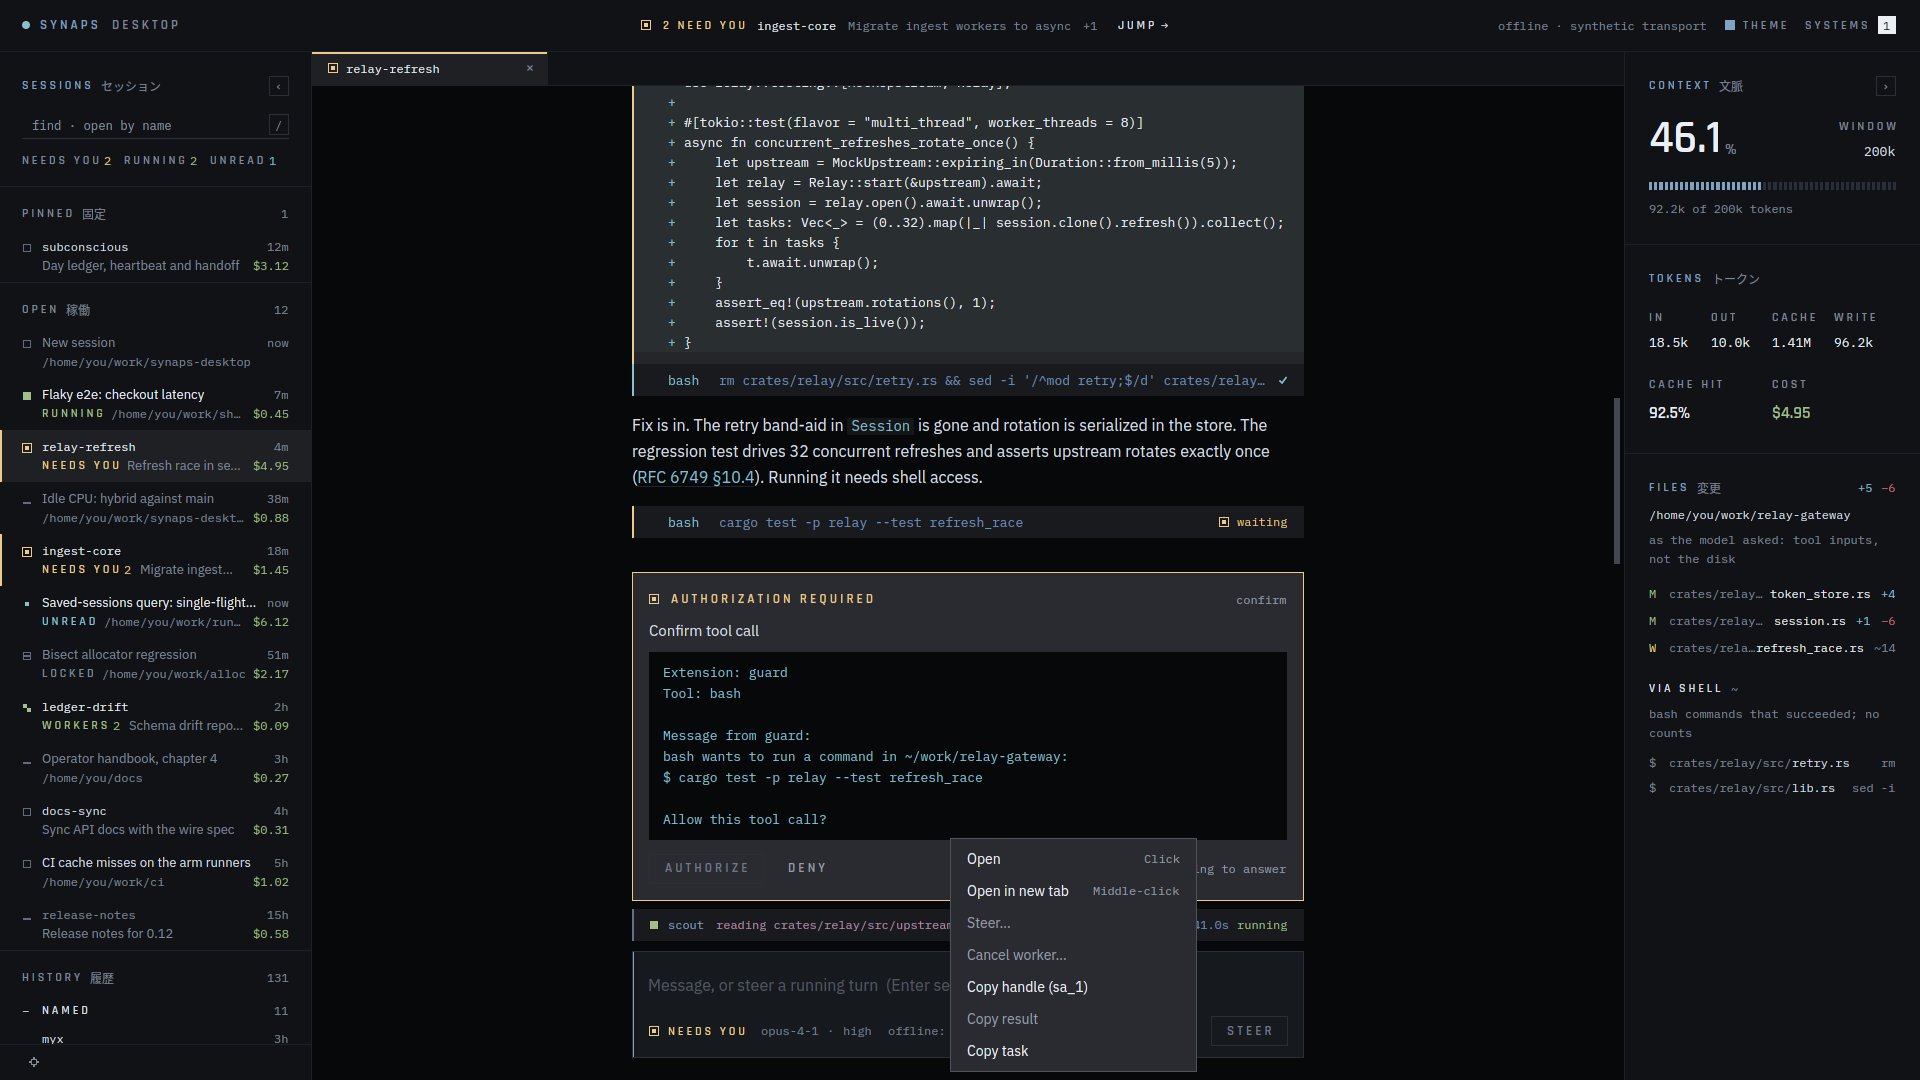 SYNAPS DESKTOP
2 NEED YOU ingest-core Migrate ingest workers to async +1 JUMP →
offline · synthetic transport THEME SYSTEMS 1
SESSIONS セッション ‹
find · open by name /
NEEDS YOU 2 RUNNING 2 UNREAD 1
PINNED 固定 1
subconscious 12m
Day ledger, heartbeat and handoff $3.12
OPEN 稼働 12
New session now
/home/you/work/synaps-desktop
Flaky e2e: checkout latency 7m
RUNNING /home/you/work/sh… $0.45
relay-refresh 4m
NEEDS YOU Refresh race in se… $4.95
Idle CPU: hybrid against main 38m
/home/you/work/synaps-deskt… $0.88
ingest-core 18m
NEEDS YOU 2 Migrate ingest… $1.45
Saved-sessions query: single-flight… now
UNREAD /home/you/work/run… $6.12
Bisect allocator regression 51m
LOCKED /home/you/work/alloc $2.17
ledger-drift 2h
WORKERS 2 Schema drift repo… $0.09
Operator handbook, chapter 4 3h
/home/you/docs $0.27
docs-sync 4h
Sync API docs with the wire spec $0.31
CI cache misses on the arm runners 5h
/home/you/work/ci $1.02
release-notes 15h
Release notes for 0.12 $0.58
HISTORY 履歴 131
– NAMED 11
myx 3h
relay-refresh ×
+
+ #[tokio::test(flavor = "multi_thread", worker_threads = 8)]
+ async fn concurrent_refreshes_rotate_once() {
+     let upstream = MockUpstream::expiring_in(Duration::from_millis(5));
+     let relay = Relay::start(&upstream).await;
+     let session = relay.open().await.unwrap();
+     let tasks: Vec<_> = (0..32).map(|_| session.clone().refresh()).collect();
+     for t in tasks {
+         t.await.unwrap();
+     }
+     assert_eq!(upstream.rotations(), 1);
+     assert!(session.is_live());
+ }
bash rm crates/relay/src/retry.rs && sed -i '/^mod retry;$/d' crates/relay… ✓
Fix is in. The retry band-aid in Session is gone and rotation is serialized in the store. The
regression test drives 32 concurrent refreshes and asserts upstream rotates exactly once
(RFC 6749 §10.4). Running it needs shell access.
bash cargo test -p relay --test refresh_race waiting
AUTHORIZATION REQUIRED confirm
Confirm tool call
Extension: guard
Tool: bash
Message from guard:
bash wants to run a command in ~/work/relay-gateway:
$ cargo test -p relay --test refresh_race
Allow this tool call?
AUTHORIZE DENY to answer
scout reading crates/relay/src/upstream 41.0s running
Message, or steer a running turn (Enter
NEEDS YOU opus-4-1 · high offline: STEER
Open Click
Open in new tab Middle-click
Steer…
Cancel worker…
Copy handle (sa_1)
Copy result
Copy task
CONTEXT 文脈 ›
46.1% WINDOW
200k
92.2k of 200k tokens
TOKENS トークン
IN OUT CACHE WRITE
18.5k 10.0k 1.41M 96.2k
CACHE HIT COST
92.5% $4.95
FILES 変更 +5 −6
/home/you/work/relay-gateway
as the model asked: tool inputs,
not the disk
M crates/relay… token_store.rs +4
M crates/relay… session.rs +1 −6
W crates/rela…refresh_race.rs ~14
VIA SHELL ~
bash commands that succeeded; no
counts
$ crates/relay/src/retry.rs rm
$ crates/relay/src/lib.rs sed -i